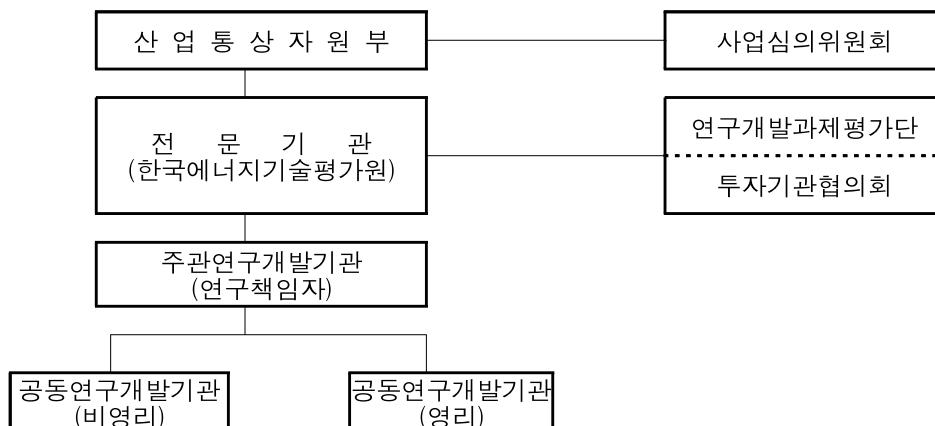 산 업 통 상 자 원 부
사업심의위원회
전 문 기 관
(한국에너지기술평가원)
연구개발과제평가단
투자기관협의회
주관연구개발기관
(연구책임자)
공동연구개발기관
(비영리)
공동연구개발기관
(영리)